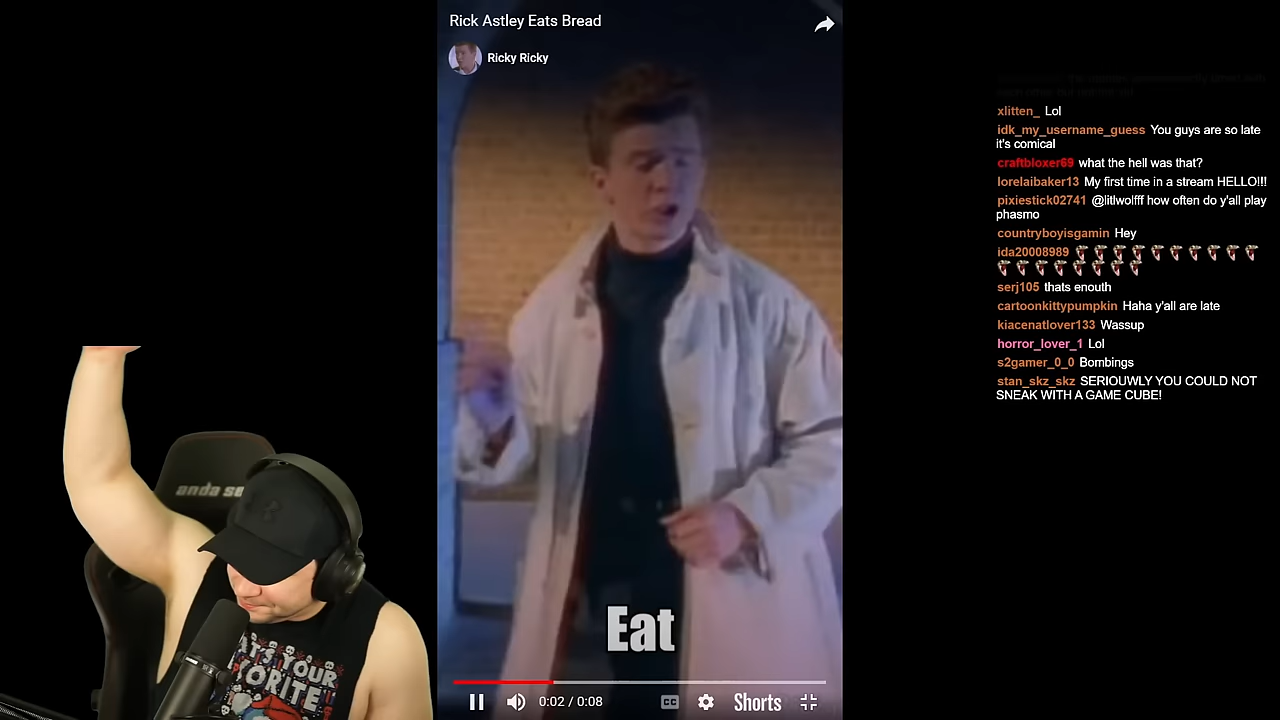 Rick Astley Eats Bread
Ricky Ricky
Eat
0:02 / 0:08
CC
Shorts
xlitten_ Lol
idk_my_username_guess You guys are so late
it's comical
craftbloxer69 what the hell was that?
lorelaibaker13 My first time in a stream HELLO!!!
pixiestick02741 @litlwolfff how often do y'all play
phasmo
countryboyisgamin Hey
ida20008989
serj105 thats enouth
cartoonkittypumpkin Haha y'all are late
kiacenatlover133 Wassup
horror_lover_1 Lol
s2gamer_0_0 Bombings
stan_skz_skz SERIOUWLY YOU COULD NOT
SNEAK WITH A GAME CUBE!
anda se
YOUR